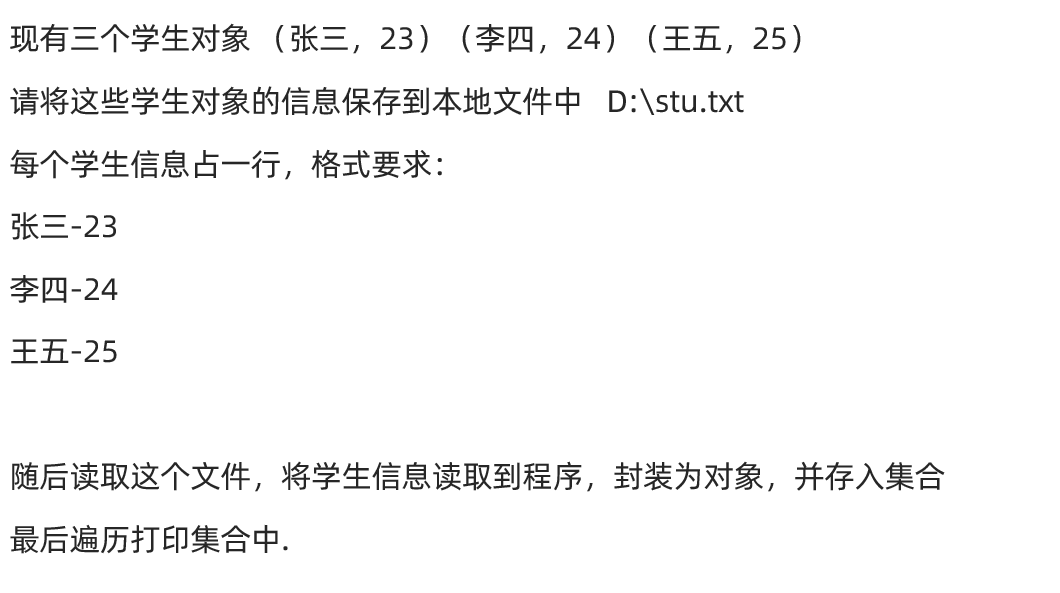 现有三个学生对象 （张三，23）（李四，24）（王五，25）
请将这些学生对象的信息保存到本地文件中 D:\stu.txt
每个学生信息占一行，格式要求：
张三-23
李四-24
王五-25
随后读取这个文件，将学生信息读取到程序，封装为对象，并存入集合
最后遍历打印集合中.